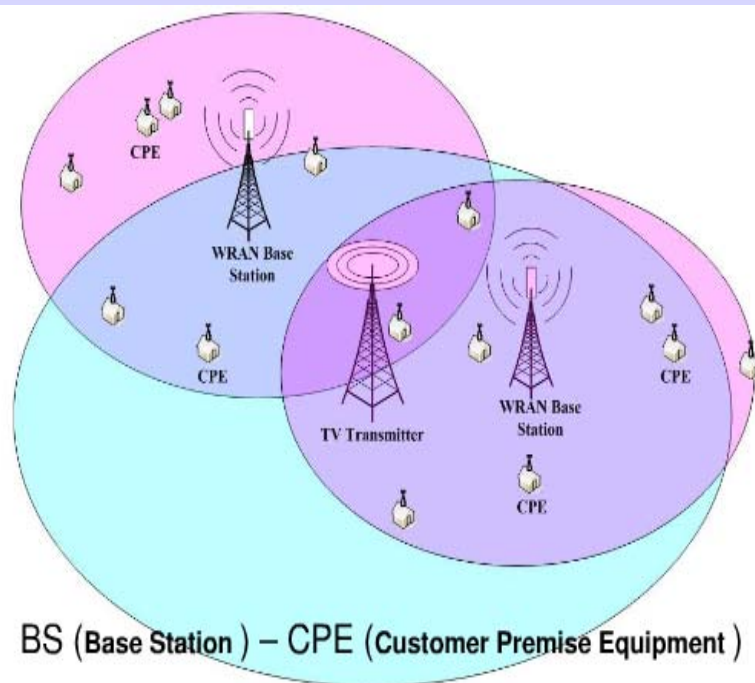 CPE
WRAN Base
Station
CPE
TV Transmitter
CPE
WRAN Base
Station
CPE
BS (Base Station ) – CPE (Customer Premise Equipment )